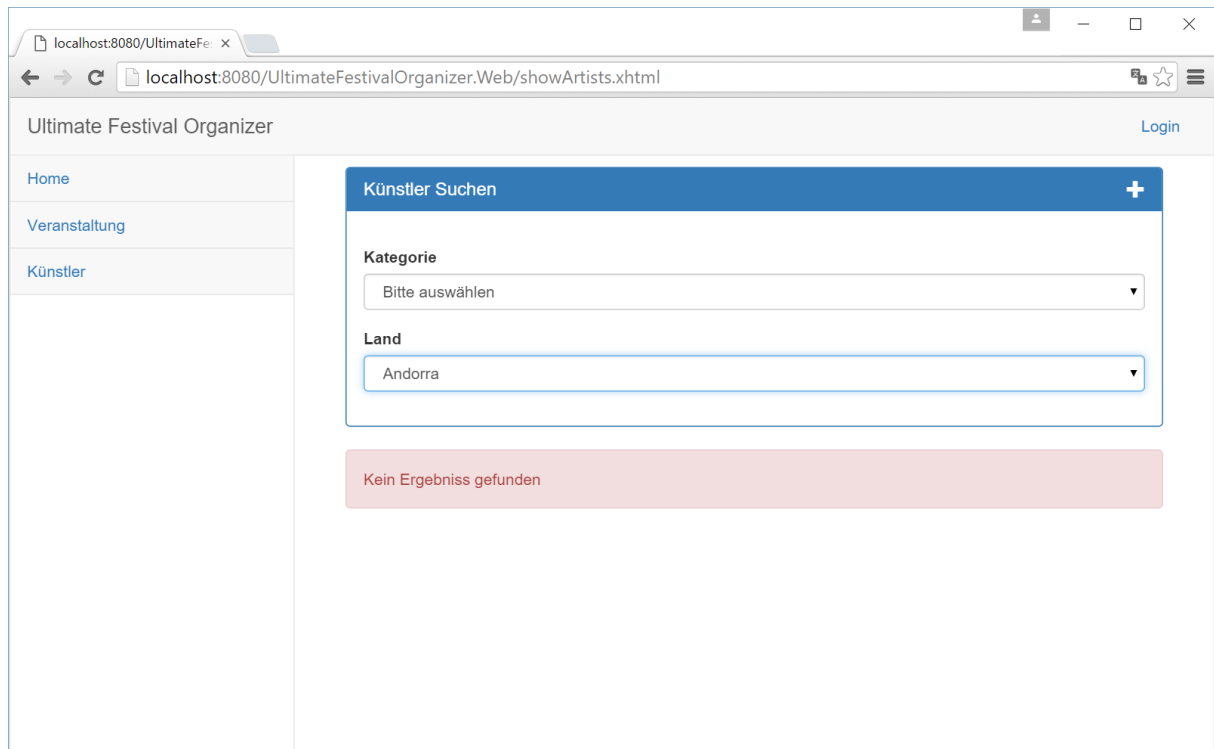 localhost:8080/UltimateFe
localhost:8080/UltimateFestivalOrganizer.Web/showArtists.xhtml
Ultimate Festival Organizer
Login
Home
Veranstaltung
Künstler
Künstler Suchen
Kategorie
Bitte auswählen
Land
Andorra
Kein Ergebniss gefunden